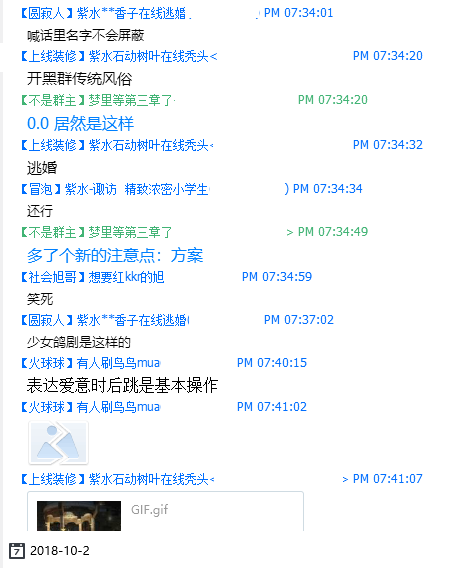 【圆寂人】紫水**香子在线逃婚 PM 07:34:01
喊话里名字不会屏蔽
【上线装修】紫水石动树叶在线秃头< PM 07:34:20
开黑群传统风俗
【不是群主】梦里等第三章了 PM 07:34:20
0.0 居然是这样
【上线装修】紫水石动树叶在线秃头< PM 07:34:32
逃婚
【冒泡】紫水-诹访 精致浓密小学生 ) PM 07:34:34
还行
【不是群主】梦里等第三章了 > PM 07:34:49
多了个新的注意点：方案
【社会旭哥】想要红kkr的旭 PM 07:34:59
笑死
【圆寂人】紫水**香子在线逃婚 PM 07:37:02
少女鸽剧是这样的
【火球球】有人刷鸟鸟mua PM 07:40:15
表达爱意时后跳是基本操作
【火球球】有人刷鸟鸟mua PM 07:41:02
【上线装修】紫水石动树叶在线秃头< > PM 07:41:07
GIF.gif
7 2018-10-2